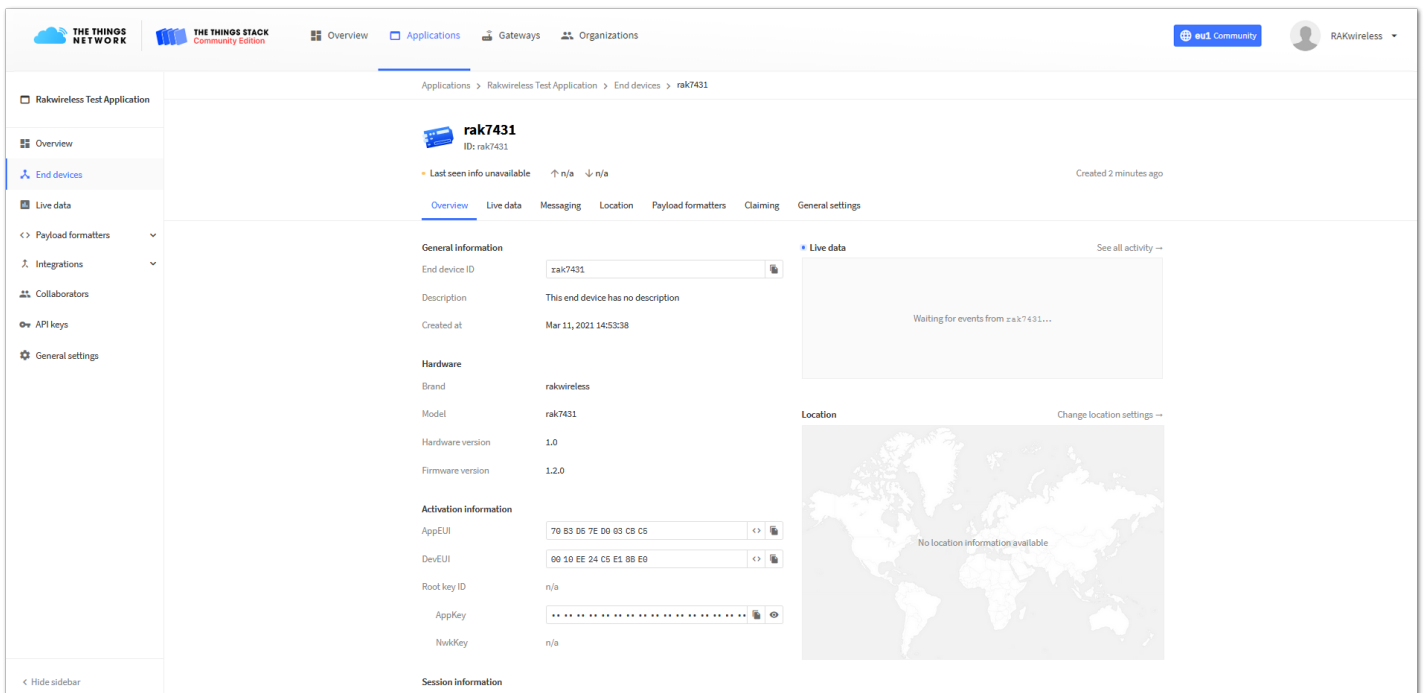 THE THINGS NETWORK
THE THINGS STACK
Community Edition
Overview
Applications
Gateways
Organizations
eu1 Community
RAKwireless
Rakwireless Test Application
Overview
End devices
Live data
Payload formatters
Integrations
Collaborators
API keys
General settings
Hide sidebar
Applications > Rakwireless Test Application > End devices > rak7431
rak7431
ID: rak7431
Last seen info unavailable ↑ n/a ↓ n/a
Created 2 minutes ago
Overview Live data Messaging Location Payload formatters Claiming General settings
General information
End device ID rak7431
Description This end device has no description
Created at Mar 11, 2021 14:53:38
Hardware
Brand rakwireless
Model rak7431
Hardware version 1.0
Firmware version 1.2.0
Activation information
AppEUI 70 B3 D5 7E D0 03 CB C5
DevEUI 00 10 EE 24 C5 E1 8B E0
Root key ID n/a
AppKey
NwkKey n/a
Session information
Live data
See all activity →
Waiting for events from rak7431...
Location
Change location settings →
No location information available